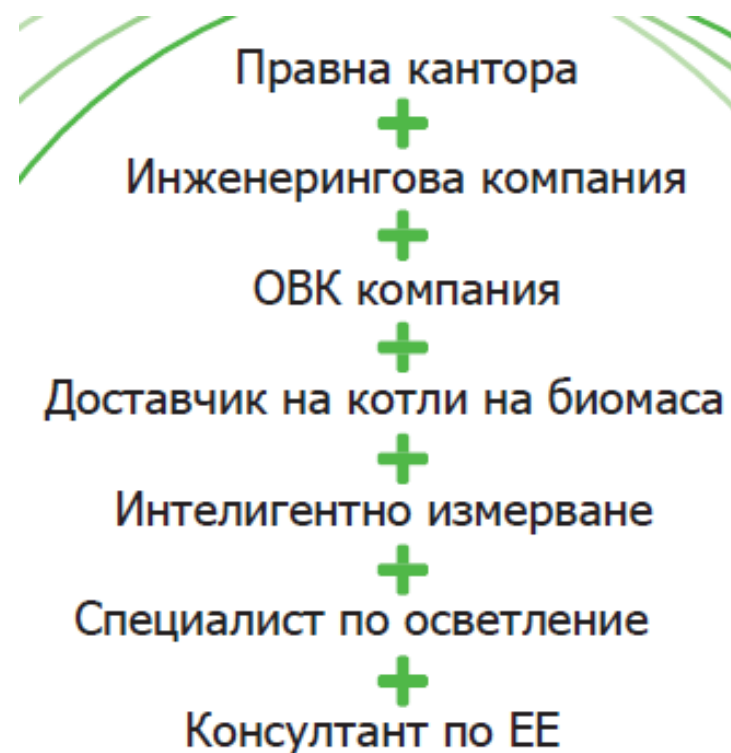 Правна кантора
+
Инженерингова компания
+
ОВК компания
+
Доставчик на котли на биомаса
+
Интелигентно измерване
+
Специалист по осветление
+
Консултант по ЕЕ